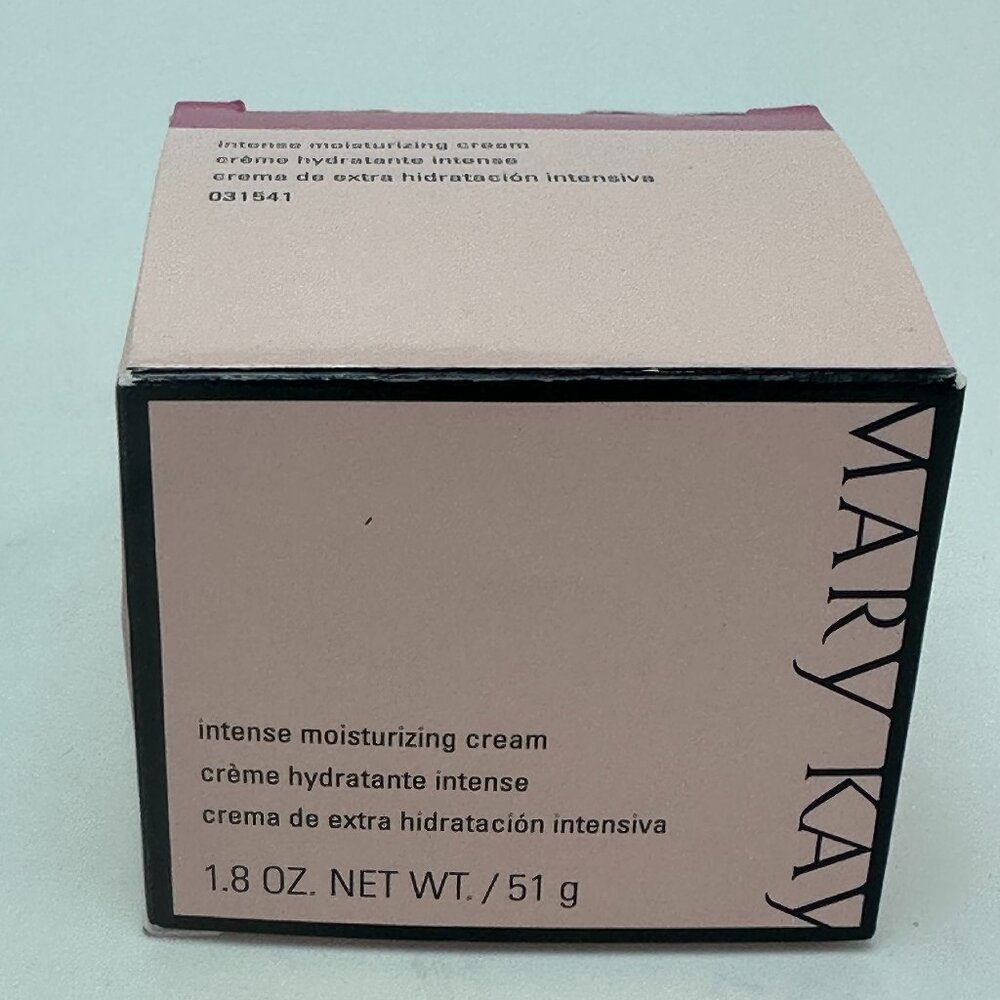 intense moisturizing cream
crème hydratante intense
crema de extra hidratación intensiva
031541
MARY KAY
intense moisturizing cream
crème hydratante intense
crema de extra hidratación intensiva
1.8 OZ. NET WT. / 51 g